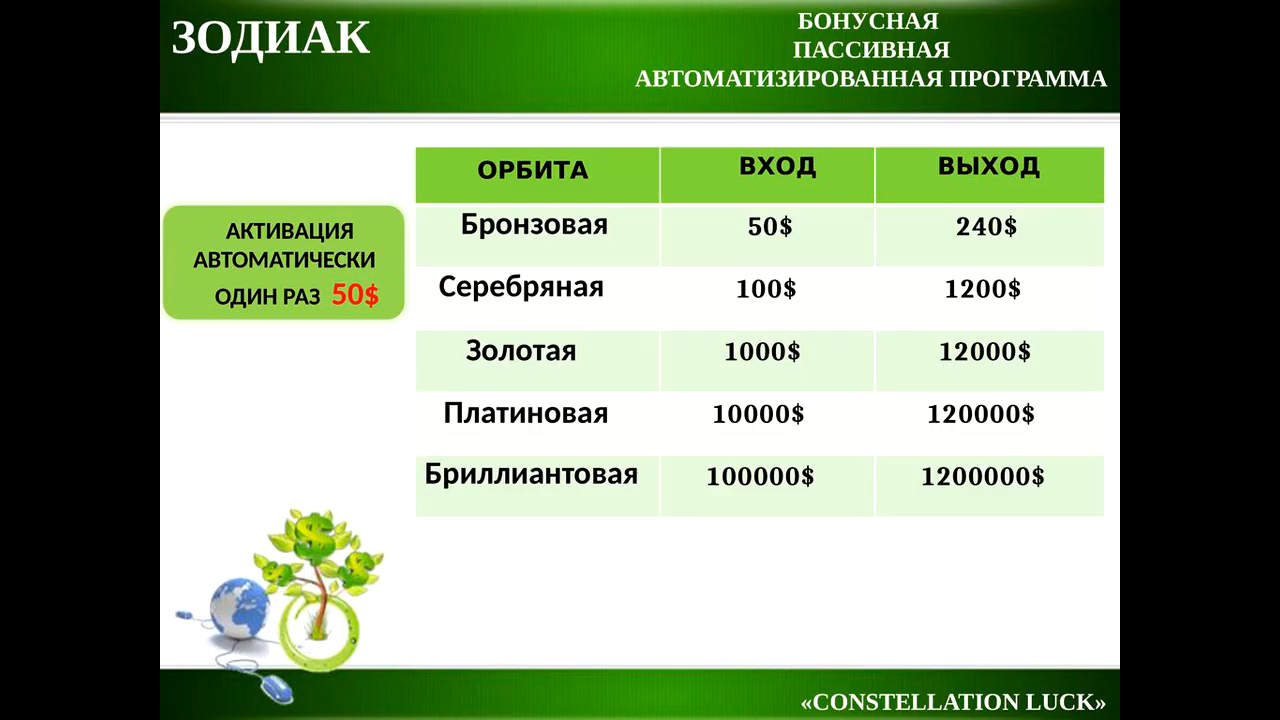 ЗОДИАК
БОНУСНАЯ
ПАССИВНАЯ
АВТОМАТИЗИРОВАННАЯ ПРОГРАММА
АКТИВАЦИЯ
АВТОМАТИЧЕСКИ
ОДИН РАЗ 50$
ОРБИТА ВХОД ВЫХОД
Бронзовая 50$ 240$
Серебряная 100$ 1200$
Золотая 1000$ 12000$
Платиновая 10000$ 120000$
Бриллиантовая 100000$ 1200000$
«CONSTELLATION LUCK»